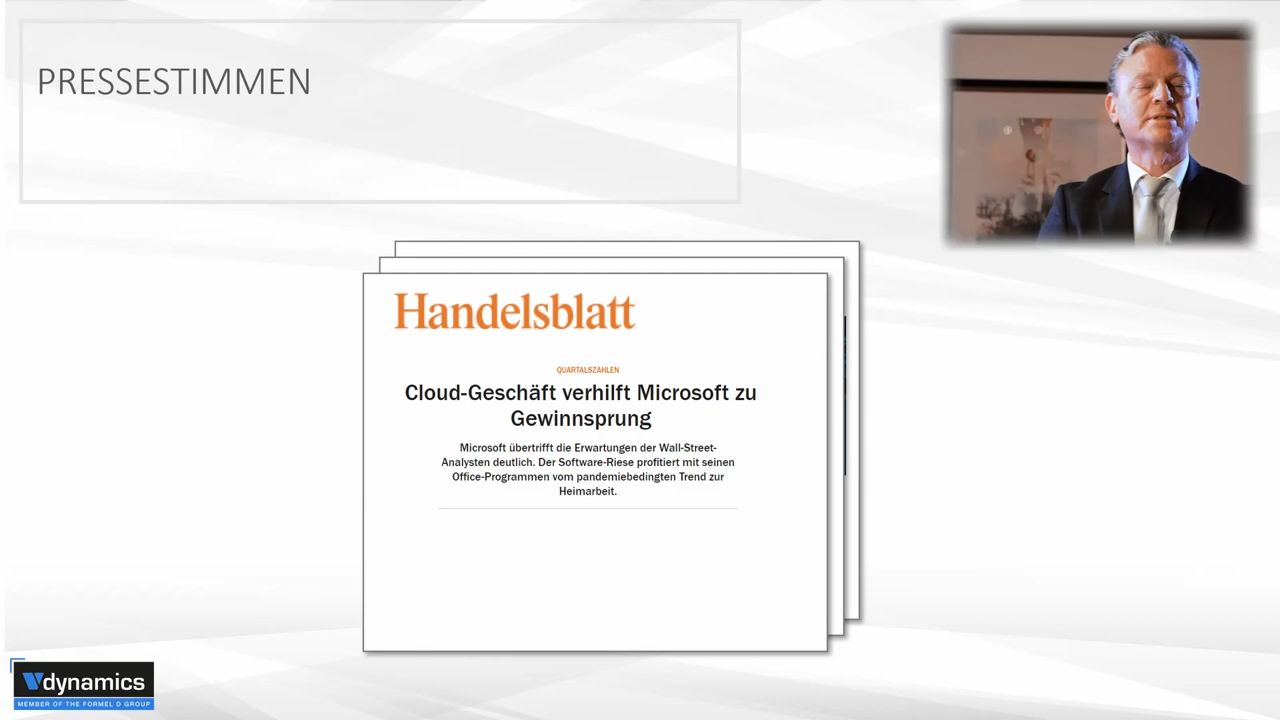 PRESSESTIMMEN
Handelsblatt
QUARTALSZAHLEN
Cloud-Geschäft verhilft Microsoft zu
Gewinnsprung
Microsoft übertrifft die Erwartungen der Wall-Street-
Analysten deutlich. Der Software-Riese profitiert mit seinen
Office-Programmen vom pandemiebedingten Trend zur
Heimarbeit.
Vdynamics
MEMBER OF THE FORMEL D GROUP